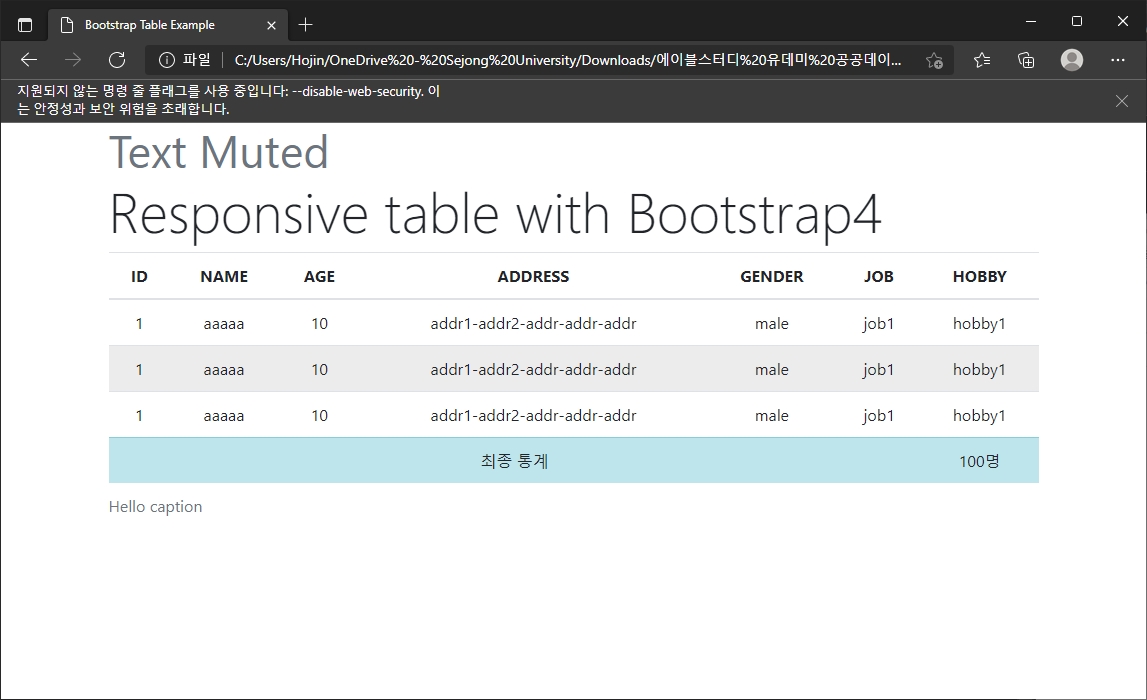 Bootstrap Table Example
파일 C:/Users/Hojin/OneDrive%20-%20Sejong%20University/Downloads/에이블스터디%20유데미%20공공데이...
지원되지 않는 명령 줄 플래그를 사용 중입니다: --disable-web-security. 이
는 안정성과 보안 위험을 초래합니다.
Text Muted
Responsive table with Bootstrap4
ID NAME AGE ADDRESS GENDER JOB HOBBY
1 aaaaa 10 addr1-addr2-addr-addr-addr male job1 hobby1
1 aaaaa 10 addr1-addr2-addr-addr-addr male job1 hobby1
1 aaaaa 10 addr1-addr2-addr-addr-addr male job1 hobby1
최종 통계 100명
Hello caption